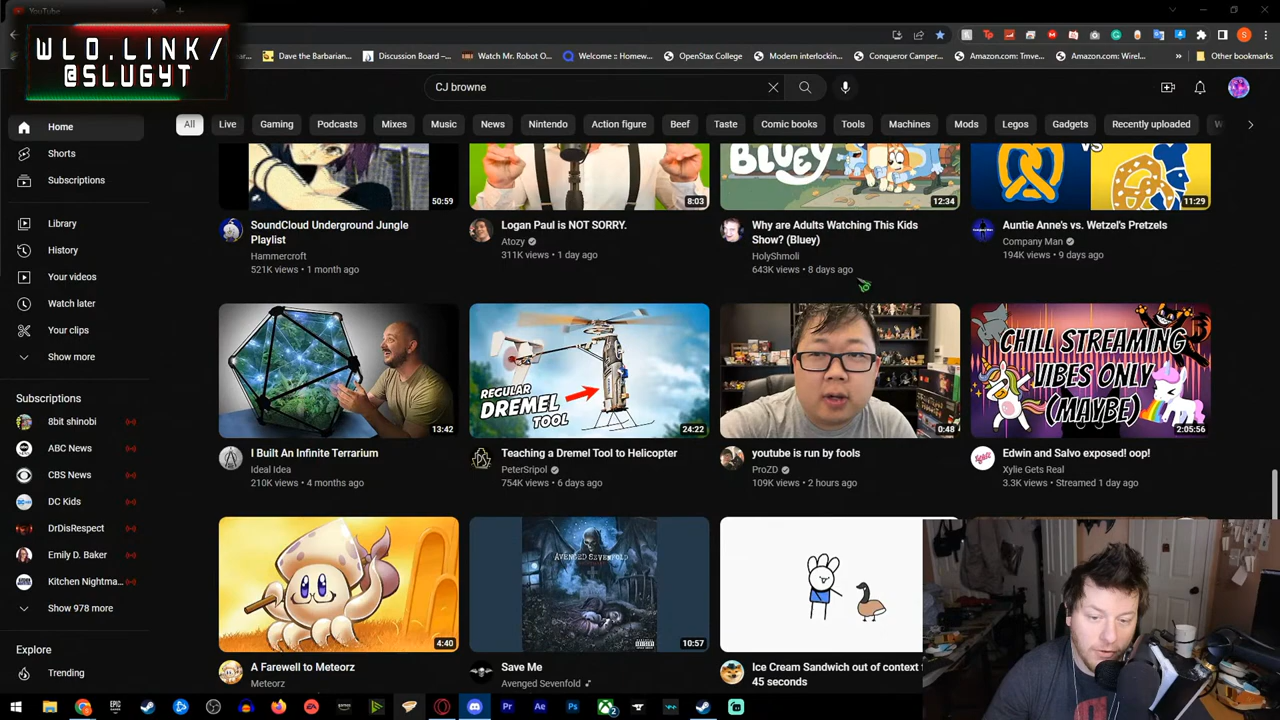 YouTube
WLO.LINK/
@SLUGYT
Dave the Barbarian...
Discussion Board -...
Watch Mr. Robot O...
Welcome :: Homew...
OpenStax College
Modern interlockin...
Conqueror Camper...
Amazon.com: Tmve...
Amazon.com: Wirel...
Other bookmarks
CJ browne
Home
Shorts
Subscriptions
Library
History
Your videos
Watch later
Your clips
Show more
Subscriptions
8bit shinobi
ABC News
CBS News
DC Kids
DrDisRespect
Emily D. Baker
Kitchen Nightma...
Show 978 more
Explore
Trending
All
Live
Gaming
Podcasts
Mixes
Music
News
Nintendo
Action figure
Beef
Taste
Comic books
Tools
Machines
Mods
Legos
Gadgets
Recently uploaded
50:59
8:03
BLUEY
12:34
VS
11:29
SoundCloud Underground Jungle
Playlist
Hammercroft
521K views • 1 month ago
Logan Paul is NOT SORRY.
Atozy
311K views • 1 day ago
Why are Adults Watching This Kids
Show? (Bluey)
HolyShmoli
643K views • 8 days ago
Auntie Anne's vs. Wetzel's Pretzels
Company Man
194K views • 9 days ago
13:42
REGULAR
DREMEL
TOOL
24:22
0:48
CHILL STREAMING
VIBES ONLY
(MAYBE)
2:05:56
I Built An Infinite Terrarium
Ideal Idea
210K views • 4 months ago
Teaching a Dremel Tool to Helicopter
PeterSripol
754K views • 6 days ago
youtube is run by fools
ProZD
109K views • 2 hours ago
Edwin and Salvo exposed! oop!
Xylie Gets Real
3.3K views • Streamed 1 day ago
4:40
AVENGED SEVENFOLD
10:57
A Farewell to Meteorz
Meteorz
Save Me
Avenged Sevenfold
Ice Cream Sandwich out of context f
45 seconds